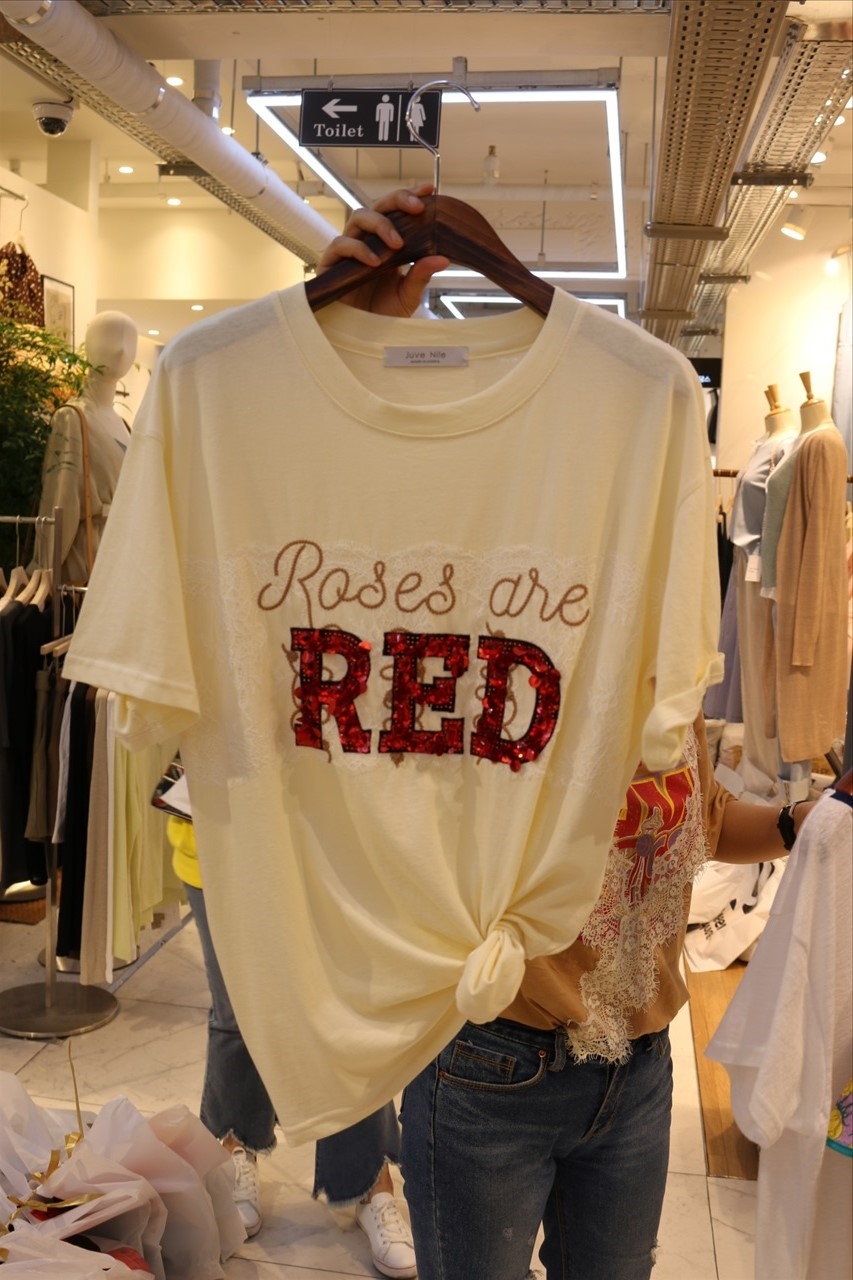 Toilet
Juve Nile
Roses are
RED